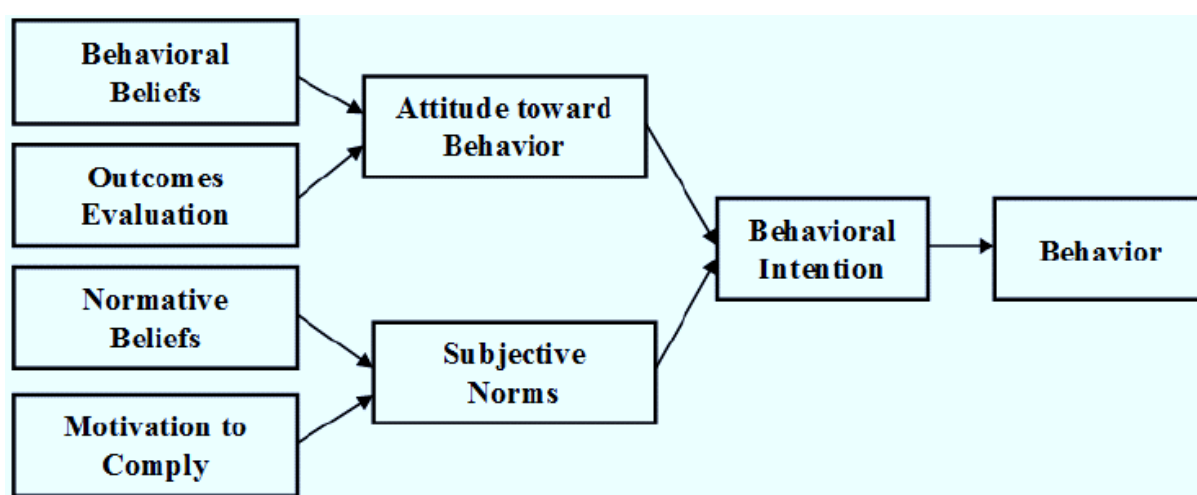 Behavioral
Beliefs
Outcomes
Evaluation
Normative
Beliefs
Motivation to
Comply
Attitude toward
Behavior
Subjective
Norms
Behavioral
Intention
Behavior